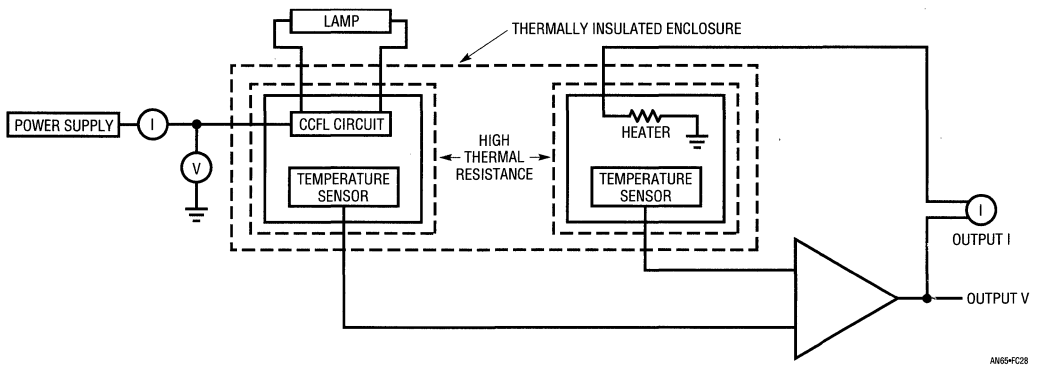 LAMP
THERMALLY INSULATED ENCLOSURE
POWER SUPPLY
I
V
CCFL CIRCUIT
TEMPERATURE
SENSOR
HIGH
THERMAL
RESISTANCE
HEATER
TEMPERATURE
SENSOR
I
OUTPUT I
OUTPUT V
AN65•FC28